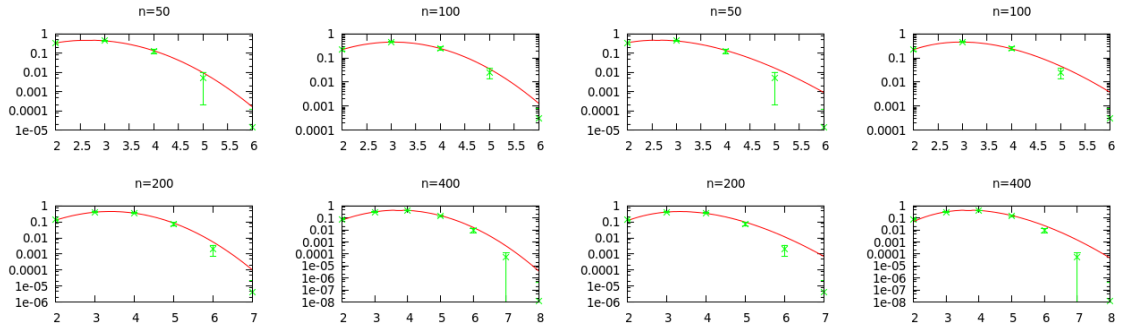 n=50 n=100 n=50 n=100
1 1 1 1
0.1 0.1 0.1 0.1
0.01 0.01 0.01 0.01
0.001 0.001 0.001 0.001
0.0001 0.0001
1e-05 0.0001 1e-05 0.0001
2 2.5 3 3.5 4 4.5 5 5.5 6 2 2.5 3 3.5 4 4.5 5 5.5 6 2 2.5 3 3.5 4 4.5 5 5.5 6 2 2.5 3 3.5 4 4.5 5 5.5 6
n=200 n=400 n=200 n=400
1 1 1 1
0.1 0.1 0.1 0.1
0.01 0.01 0.01 0.01
0.001 0.001 0.001 0.001
0.0001 0.0001 0.0001 0.0001
1e-05 1e-05 1e-05 1e-05
1e-06 1e-06 1e-06 1e-06
1e-07 1e-07
1e-08 1e-08
2 3 4 5 6 7 2 3 4 5 6 7 8 2 3 4 5 6 7 2 3 4 5 6 7 8